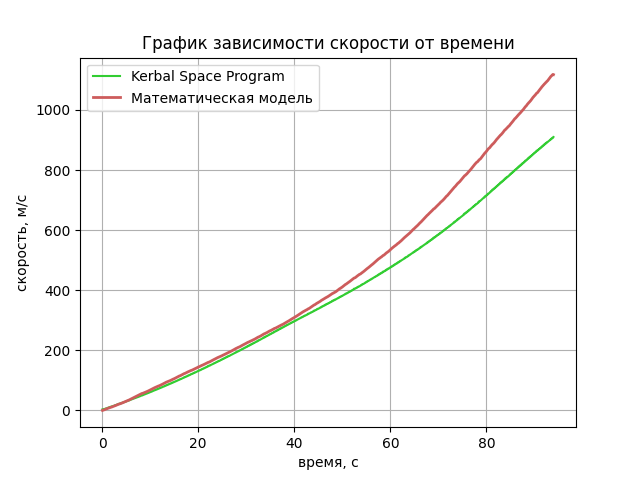 График зависимости скорости от времени
Kerbal Space Program
Математическая модель
скорость, м/с
1000
800
600
400
200
0
0 20 40 60 80
время, с